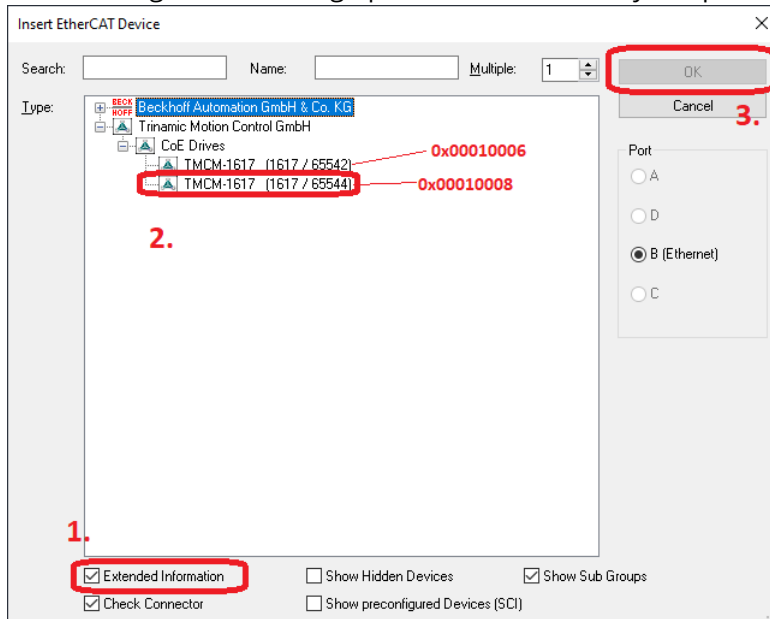 Insert EtherCAT Device
Search: Name: Multiple: 1 OK
Type: BECK HOFF Beckhoff Automation GmbH & Co. KG Cancel
3.
Trinamic Motion Control GmbH
CoE Drives Port
TMCM-1617 (1617 / 65542) 0x00010006 A
TMCM-1617 (1617 / 65544) 0x00010008
D
2.
B (Ethernet)
C
1.
Extended Information Show Hidden Devices Show Sub Groups
Check Connector Show preconfigured Devices (SCI)